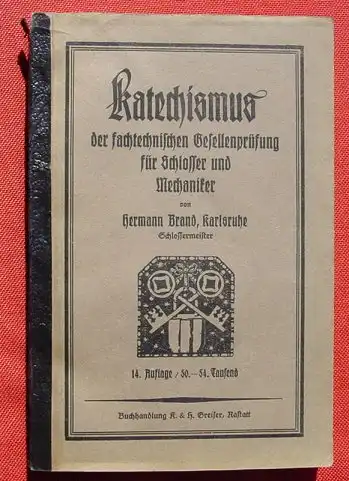 Katechismus
der fachtechnischen Gesellenprüfung
für Schlosser und
Mechaniker
von
Hermann Brand, Karlsruhe
Schlossermeister
14. Auflage / 50.—54. Tausend
Buchhandlung K. & H. Greiser, Rastatt